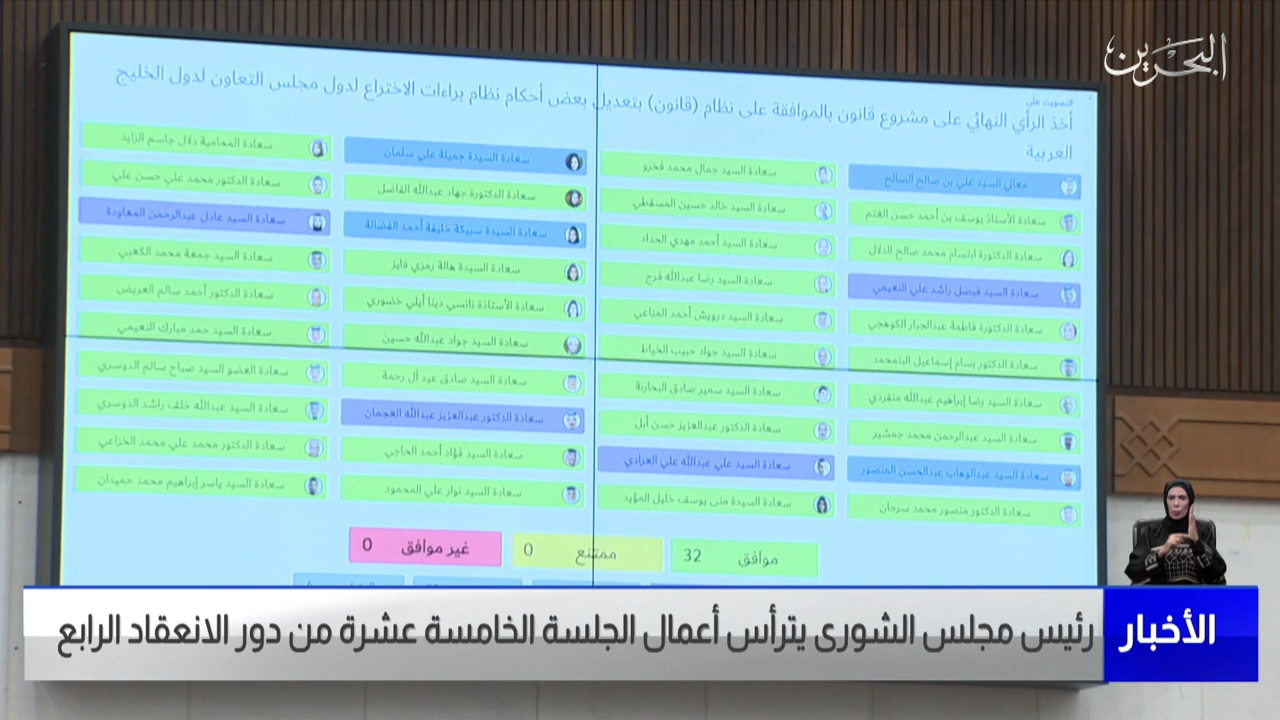 البحرين
التصويت على
أخذ الرأي النهائي على مشروع قانون بالموافقة على نظام (قانون) بتعديل بعض أحكام نظام براءات الاختراع لدول مجلس التعاون لدول الخليج
العربية
معالي السيد علي بن صالح الصالح
سعادة الأستاذ يوسف بن أحمد حسن الغتم
سعادة الدكتورة ابتسام محمد صالح الدلال
سعادة السيد فيصل راشد علي النعيمي
سعادة الدكتورة فاطمة عبدالجبار الكوهجي
سعادة الدكتور بسام إسماعيل البنمحمد
سعادة السيد رضا إبراهيم عبدالله منفردي
سعادة السيد عبدالرحمن محمد جمشير
سعادة السيد عبدالوهاب عبدالحسن المنصور
سعادة الدكتور منصور محمد سرحان
سعادة السيد جمال محمد فخرو
سعادة السيد خالد حسين المسقطي
سعادة السيد أحمد مهدي الحداد
سعادة السيد رضا عبدالله فرج
سعادة السيد درويش أحمد المناعي
سعادة السيد جواد حبيب الخياط
سعادة السيد سمير صادق البحارنة
سعادة الدكتور عبدالعزيز حسن أبل
سعادة السيد علي عبدالله علي العرادي
سعادة السيدة منى يوسف خليل المؤيد
سعادة السيدة جميلة علي سلمان
سعادة الدكتورة جهاد عبدالله الفاضل
سعادة السيدة سبيكة خليفة أحمد الفضالة
سعادة السيدة هالة رمزي فايز
سعادة الأستاذة نانسي دينا أيلي خضوري
سعادة السيد جواد عبدالله حسين
سعادة السيد صادق عيد آل رحمة
سعادة الدكتور عبدالعزيز عبدالله العجمان
سعادة السيد فؤاد أحمد الحاجي
سعادة السيد نوار علي المحمود
سعادة المحامية دلال جاسم الزايد
سعادة الدكتور محمد علي حسن علي
سعادة السيد عادل عبدالرحمن المعاودة
سعادة السيد جمعة محمد الكعبي
سعادة الدكتور أحمد سالم العريض
سعادة السيد حمد مبارك النعيمي
سعادة العضو السيد صباح سالم الدوسري
سعادة السيد عبدالله خلف راشد الدوسري
سعادة الدكتور محمد علي محمد الخزاعي
سعادة السيد ياسر إبراهيم محمد حميدان
موافق 32
ممتنع 0
غير موافق 0
الأخبار
رئيس مجلس الشورى يترأس أعمال الجلسة الخامسة عشرة من دور الانعقاد الرابع